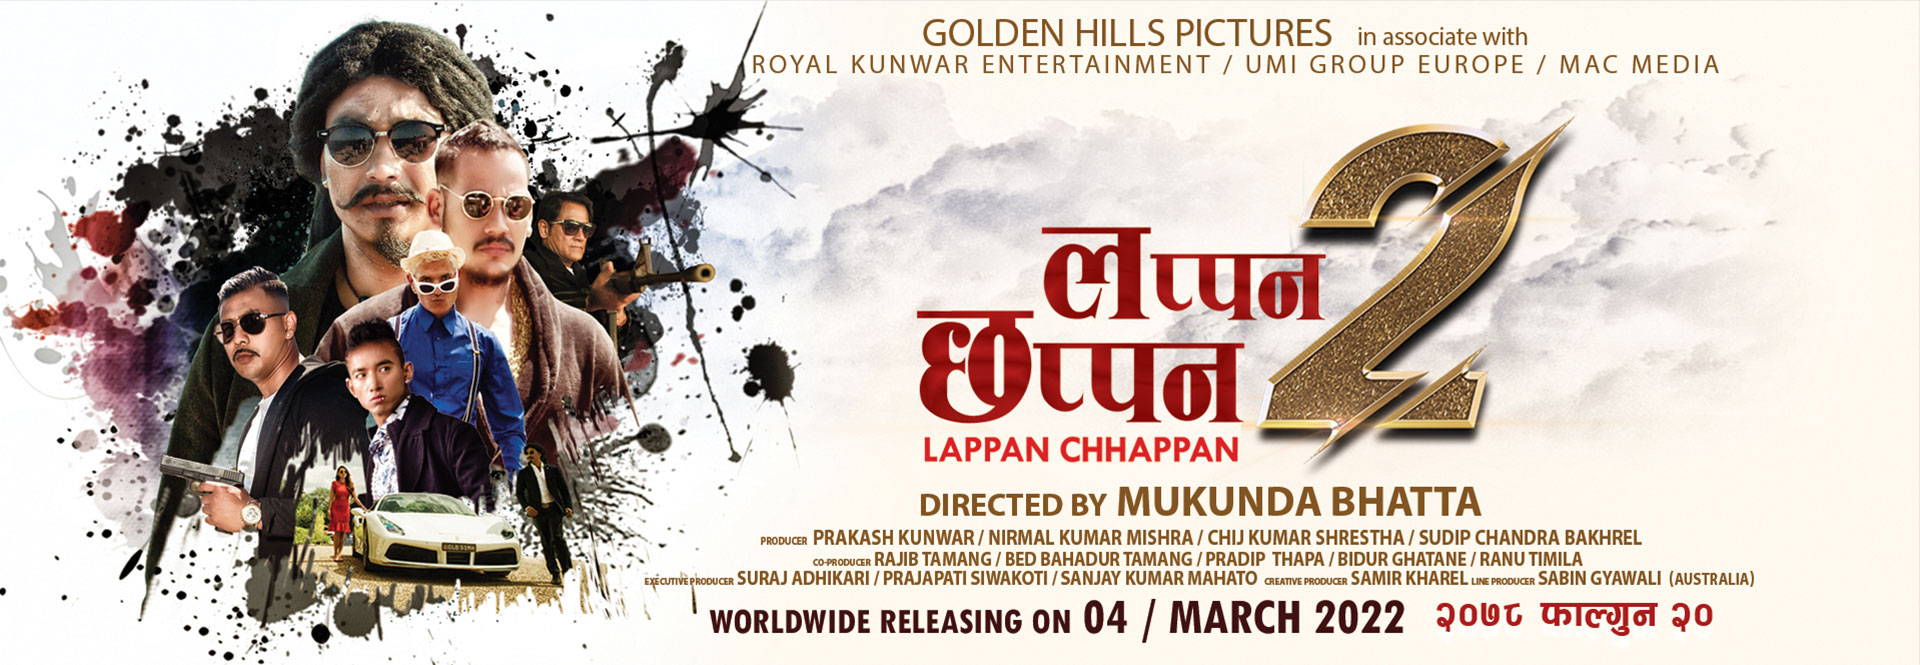 GOLDEN HILLS PICTURES in associate with
ROYAL KUNWAR ENTERTAINMENT / UMI GROUP EUROPE / MAC MEDIA
लप्पन
छप्पन 2
LAPPAN CHHAPPAN
DIRECTED BY MUKUNDA BHATTA
PRODUCER PRAKASH KUNWAR / NIRMAL KUMAR MISHRA / CHIJ KUMAR SHRESTHA / SUDIP CHANDRA BAKHREL
CO-PRODUCER RAJIB TAMANG / BED BAHADUR TAMANG / PRADIP THAPA / BIDUR GHATANE / RANU TIMILA
EXECUTIVE PRODUCER SURAJ ADHIKARI / PRAJAPATI SIWAKOTI / SANJAY KUMAR MAHATO CREATIVE PRODUCER SAMIR KHAREL LINE PRODUCER SABIN GYAWALI (AUSTRALIA)
WORLDWIDE RELEASING ON 04 / MARCH 2022 २०७८ फाल्गुन २०